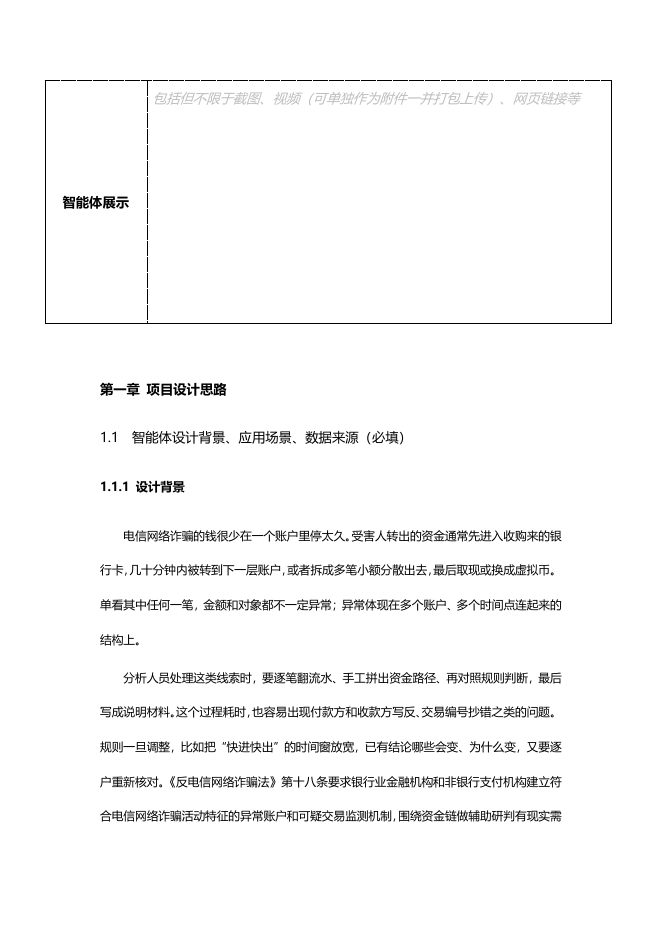 包括但不限于截图、视频（可单独作为附件一并打包上传）、网页链接等
智能体展示
第一章 项目设计思路
1.1 智能体设计背景、应用场景、数据来源（必填）
1.1.1 设计背景
电信网络诈骗的钱很少在一个账户里停太久。受害人转出的资金通常先进入收购来的银
行卡，几十分钟内被转到下一层账户，或者拆成多笔小额分散出去，最后取现或换成虚拟币。
单看其中任何一笔，金额和对象都不一定异常；异常体现在多个账户、多个时间点连起来的
结构上。
分析人员处理这类线索时，要逐笔翻流水、手工拼出资金路径、再对照规则判断，最后
写成说明材料。这个过程耗时，也容易出现付款方和收款方写反、交易编号抄错之类的问题。
规则一旦调整，比如把“快进快出”的时间窗放宽，已有结论哪些会变、为什么变，又要逐
户重新核对。《反电信网络诈骗法》第十八条要求银行业金融机构和非银行支付机构建立符
合电信网络诈骗活动特征的异常账户和可疑交易监测机制，围绕资金链做辅助研判有现实需